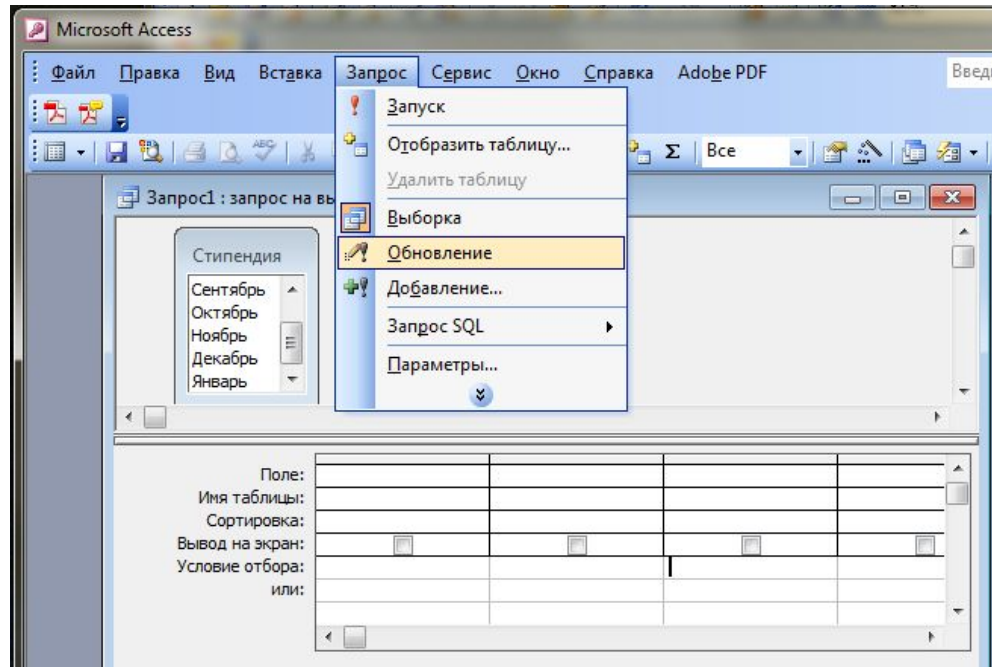 Microsoft Access
Файл Правка Вид Вставка Запрос Сервис Окно Справка Adobe PDF Введ
Запуск
Отобразить таблицу...
Σ Все
Удалить таблицу
Запрос1 : запрос на вы
Выборка
Обновление
Добавление...
Запрос SQL
Параметры...
Стипендия
Сентябрь
Октябрь
Ноябрь
Декабрь
Январь
Поле:
Имя таблицы:
Сортировка:
Вывод на экран:
Условие отбора:
или: